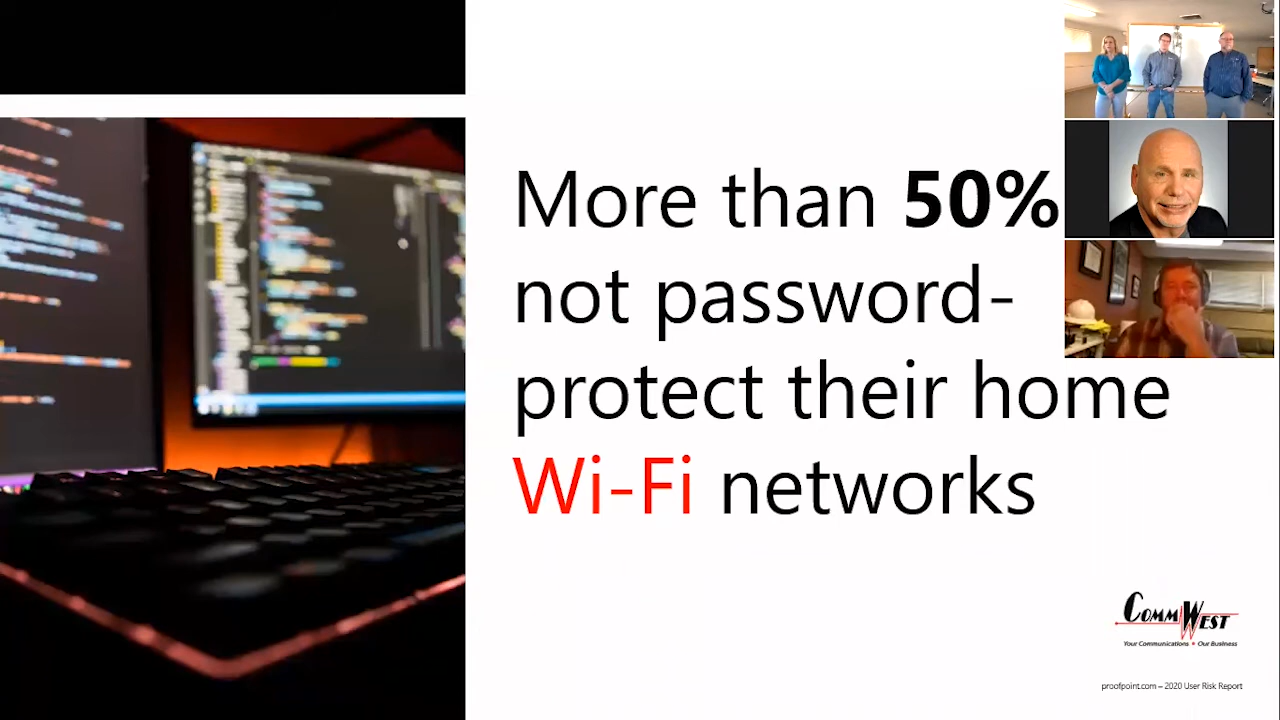 More than 50%
not password-
protect their home
Wi-Fi networks
COMMWEST
Your Communications • Our Business
proofpoint.com – 2020 User Risk Report